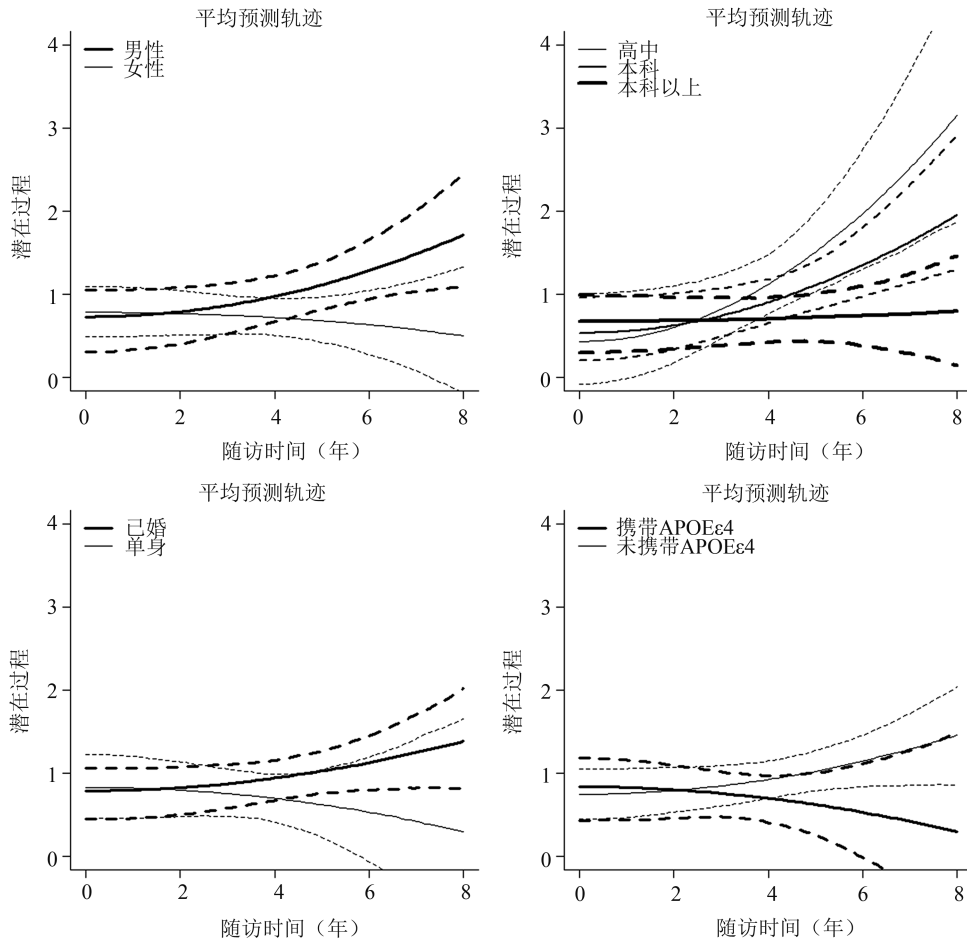 平均预测轨迹
男性
女性
潜在过程
4
3
2
1
0
0 2 4 6 8
随访时间（年）
平均预测轨迹
高中
本科
本科以上
潜在过程
4
3
2
1
0
0 2 4 6 8
随访时间（年）
平均预测轨迹
已婚
单身
潜在过程
4
3
2
1
0
0 2 4 6 8
随访时间（年）
平均预测轨迹
携带APOEε4
未携带APOEε4
潜在过程
4
3
2
1
0
0 2 4 6 8
随访时间（年）